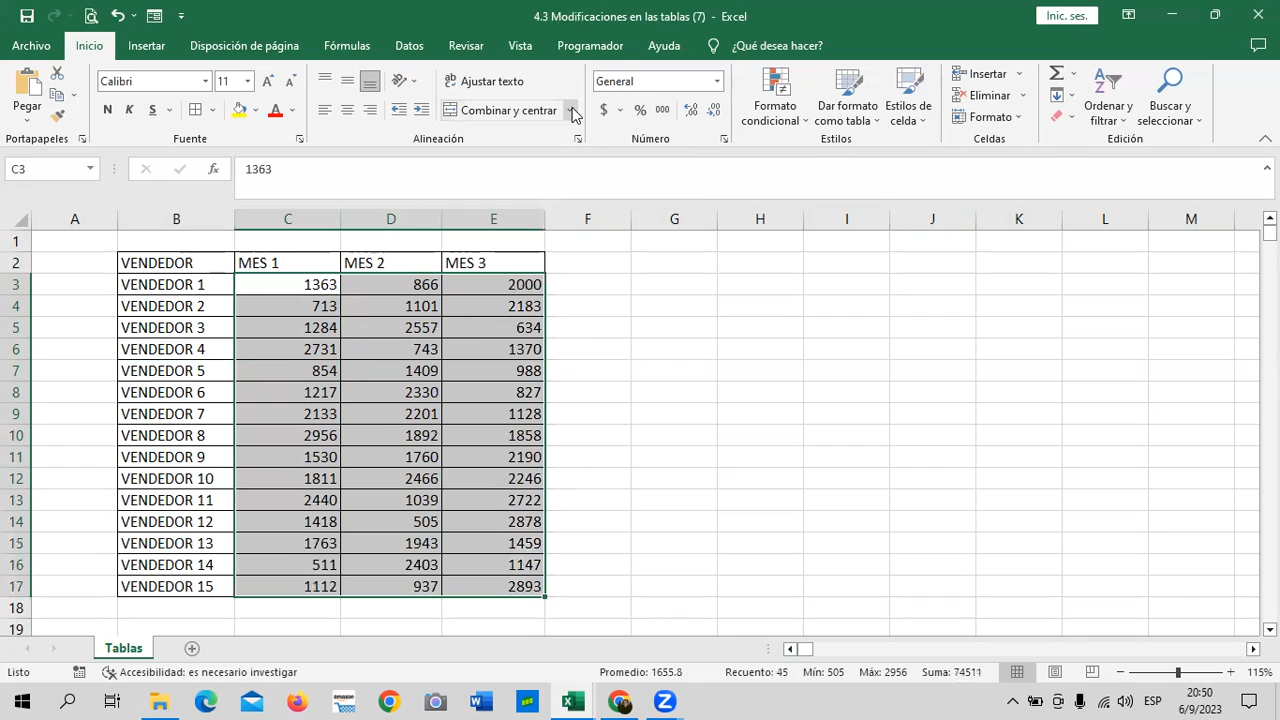 4.3 Modificaciones en las tablas (7) - Excel
Inic. ses.
Archivo Inicio Insertar Disposición de página Fórmulas Datos Revisar Vista Programador Ayuda ¿Qué desea hacer?
Pegar
Portapapeles
Calibri 11
N K S
Fuente
Ajustar texto
Combinar y centrar
Alineación
General
$ % 000
Número
Formato condicional
Dar formato como tabla
Estilos de celda
Estilos
Insertar
Eliminar
Formato
Celdas
Ordenar y filtrar
Buscar y seleccionar
Edición
C3 fx 1363
A B C D E F G H I J K L M
1
2 VENDEDOR MES 1 MES 2 MES 3
3 VENDEDOR 1 1363 866 2000
4 VENDEDOR 2 713 1101 2183
5 VENDEDOR 3 1284 2557 634
6 VENDEDOR 4 2731 743 1370
7 VENDEDOR 5 854 1409 988
8 VENDEDOR 6 1217 2330 827
9 VENDEDOR 7 2133 2201 1128
10 VENDEDOR 8 2956 1892 1858
11 VENDEDOR 9 1530 1760 2190
12 VENDEDOR 10 1811 2466 2246
13 VENDEDOR 11 2440 1039 2722
14 VENDEDOR 12 1418 505 2878
15 VENDEDOR 13 1763 1943 1459
16 VENDEDOR 14 511 2403 1147
17 VENDEDOR 15 1112 937 2893
18
19
Tablas
Listo Accesibilidad: es necesario investigar Promedio: 1655.8 Recuento: 45 Mín: 505 Máx: 2956 Suma: 74511 115%
ESP 20:50
6/9/2023